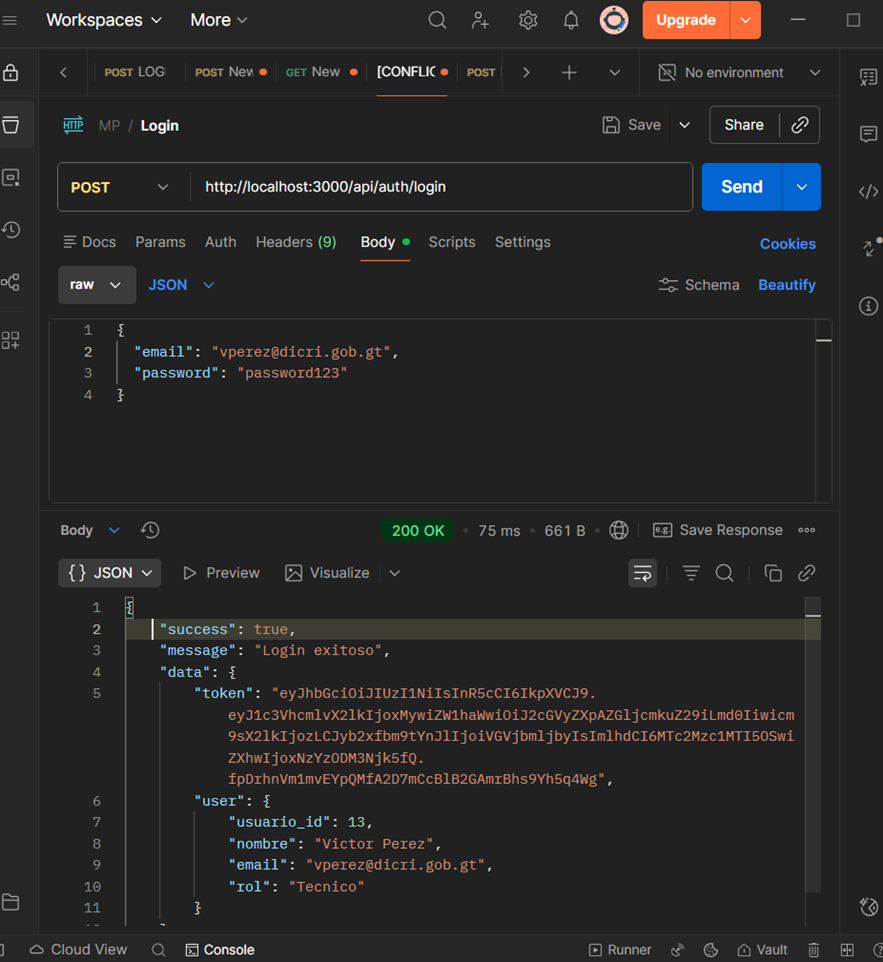 Workspaces More Upgrade
POST LOG POST New GET New [CONFLIC POST No environment
HTTP MP / Login Save Share
POST http://localhost:3000/api/auth/login Send
Docs Params Auth Headers (9) Body Scripts Settings Cookies
raw JSON Schema Beautify
1 {
2 "email": "vperez@dicri.gob.gt",
3 "password": "password123"
4 }
Body 200 OK • 75 ms • 661 B • e.g. Save Response
{} JSON Preview Visualize
1 {
2 "success": true,
3 "message": "Login exitoso",
4 "data": {
5 "token": "eyJhbGciOiJIUzI1NiIsInR5cCI6IkpXVCJ9.
eyJ1c3VhcmlvX2lkIjoxMywiZW1haWwiOiJ2cGVyZXpAZGljcmkuZ29iLmd0Iiwicm
9sX2lkIjozLCJyb2xfbm9tYnJlIjoiVGVjbmljbyIsImlhdCI6MTc2Mzc1MTI5OSwi
ZXhwIjoxNzYzODM3Njk5fQ.
fpDrhnVm1mvEYpQMfA2D7mCcBlB2GAmrBhs9Yh5q4Wg",
6 "user": {
7 "usuario_id": 13,
8 "nombre": "Victor Perez",
9 "email": "vperez@dicri.gob.gt",
10 "rol": "Tecnico"
11 }
Cloud View Console Runner Vault